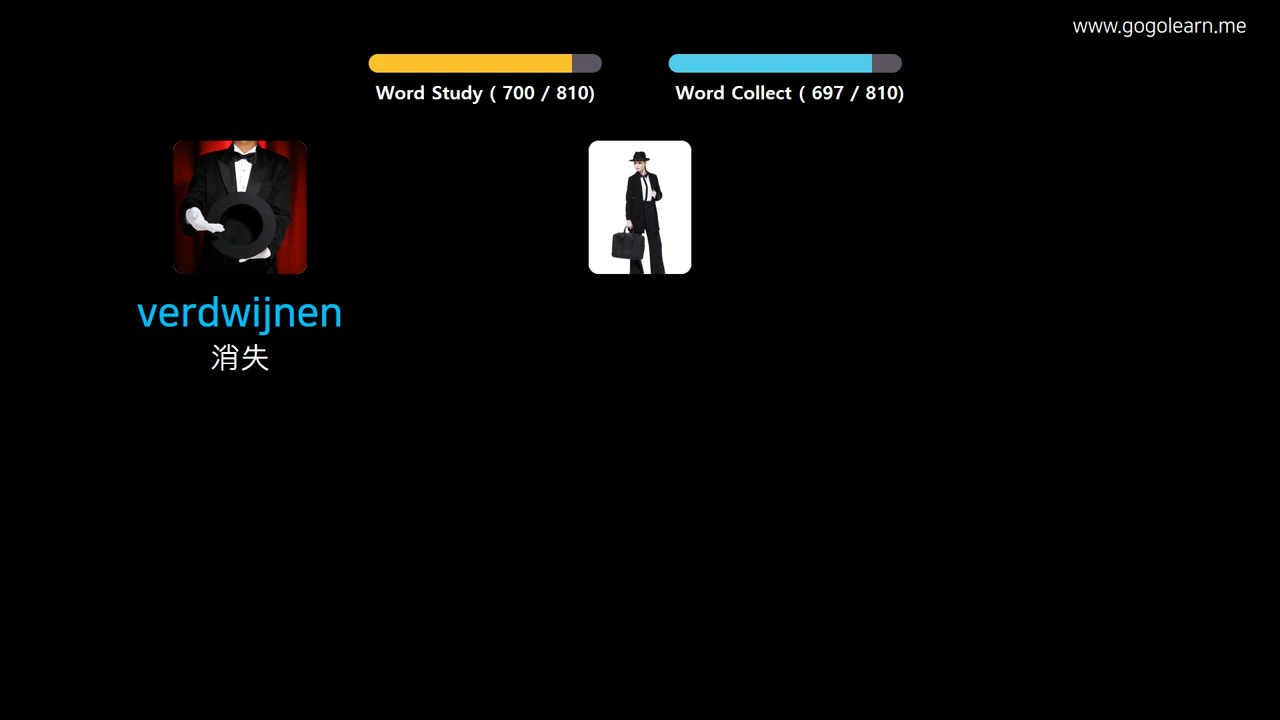 www.gogolearn.me
Word Study ( 700 / 810)
Word Collect ( 697 / 810)
verdwijnen
消失